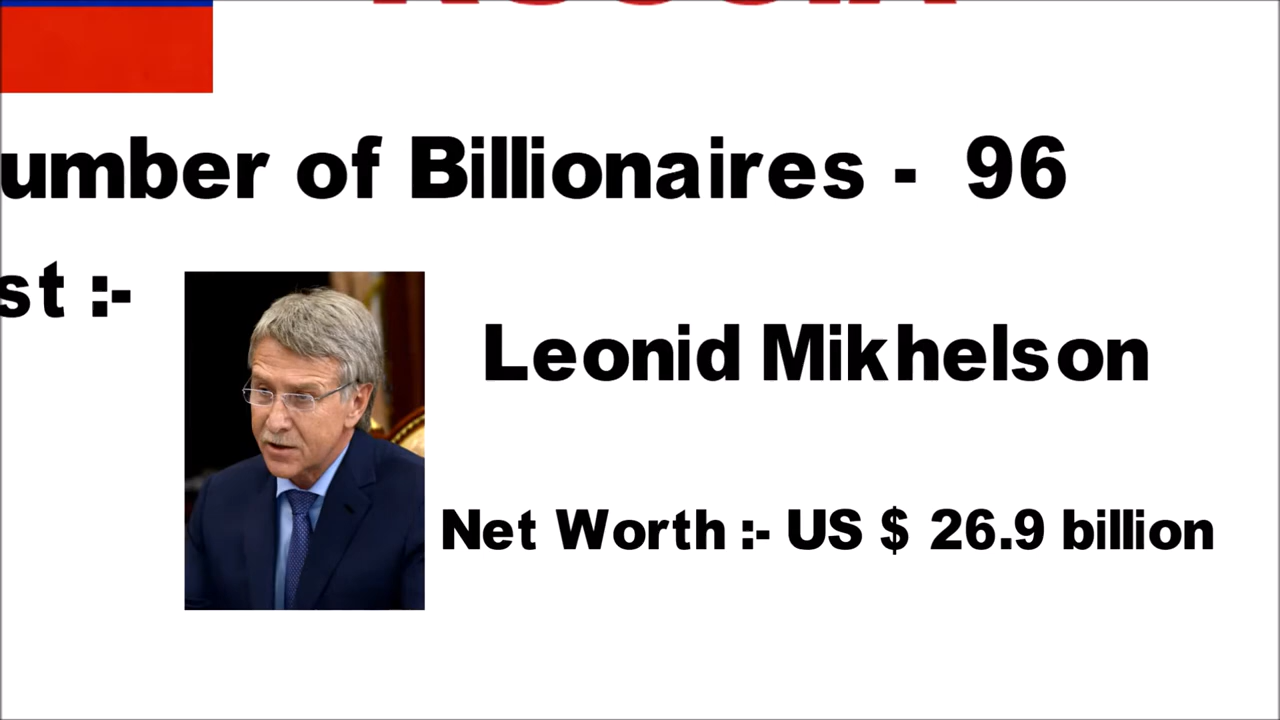 umber of Billionaires - 96
st :-
Leonid Mikhelson
Net Worth :- US $ 26.9 billion